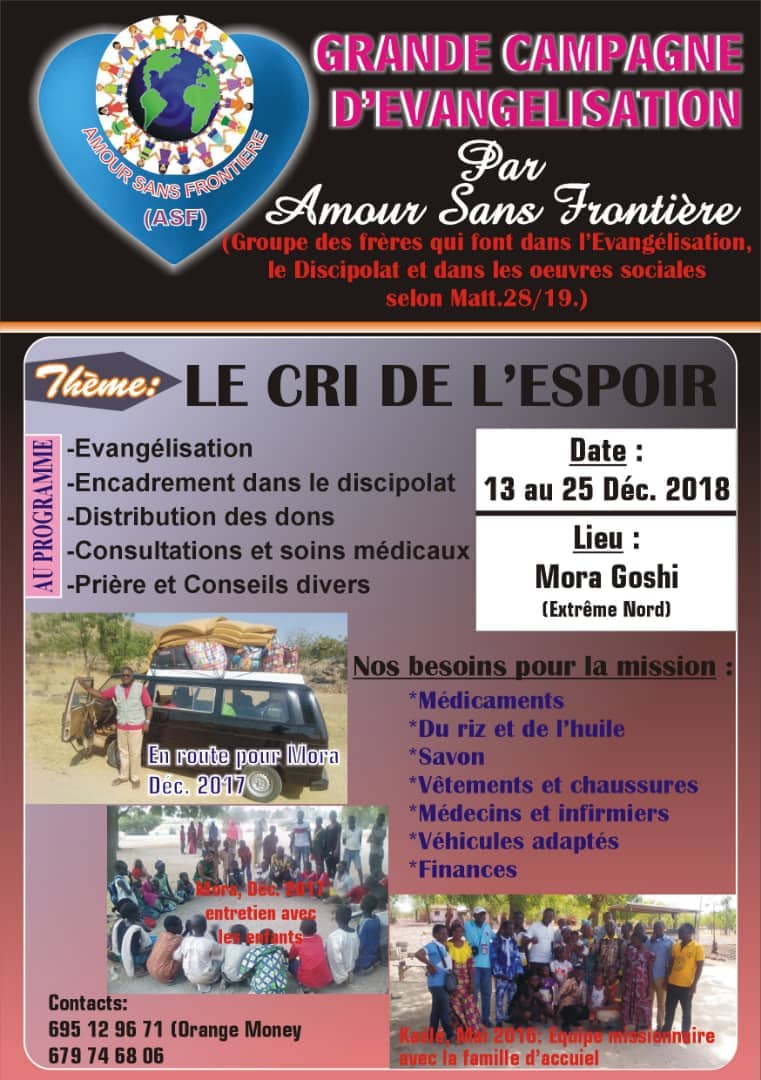 AMOUR SANS FRONTIERE
(ASF)
GRANDE CAMPAGNE
D'EVANGELISATION
Par
Amour Sans Frontière
(Groupe des frères qui font dans l'Evangélisation,
le Discipolat et dans les oeuvres sociales
selon Matt.28/19.)
Thème: LE CRI DE L'ESPOIR
AU PROGRAMME
-Evangélisation
-Encadrement dans le discipolat
-Distribution des dons
-Consultations et soins médicaux
-Prière et Conseils divers
Date :
13 au 25 Déc. 2018
Lieu :
Mora Goshi
(Extrême Nord)
En route pour Mora
Déc. 2017
Nos besoins pour la mission :
*Médicaments
*Du riz et de l'huile
*Savon
*Vêtements et chaussures
*Médecins et infirmiers
*Véhicules adaptés
*Finances
Mora, Déc. 2017
entretien avec
les enfants
Contacts:
695 12 96 71 (Orange Money
679 74 68 06
Kaélé, Mai 2016: Equipe missionnaire
avec la famille d'accuiel